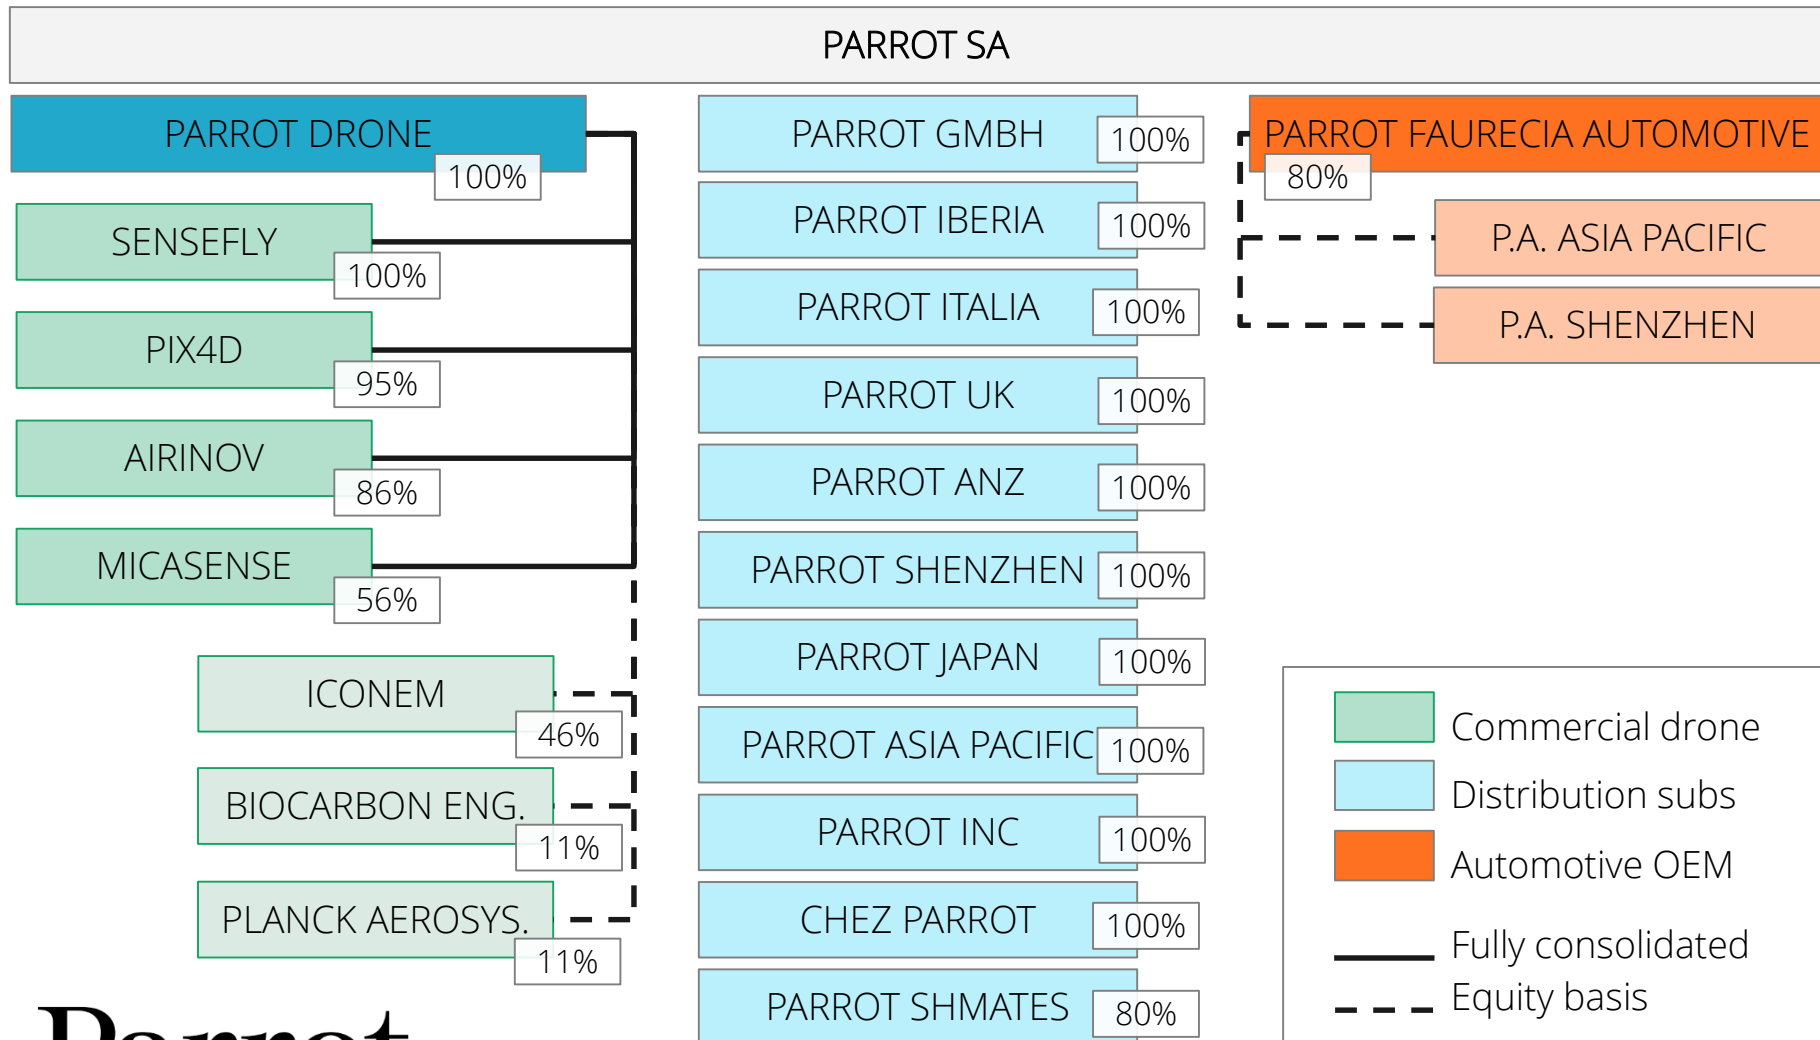 PARROT SA
PARROT DRONE
100%
SENSEFLY
100%
PIX4D
95%
AIRINOV
86%
MICASENSE
56%
ICONEM
46%
BIOCARBON ENG.
11%
PLANCK AEROSYS.
11%
Parrot
PARROT GMBH
100%
PARROT IBERIA
100%
PARROT ITALIA
100%
PARROT UK
100%
PARROT ANZ
100%
PARROT SHENZHEN
100%
PARROT JAPAN
100%
PARROT ASIA PACIFIC
100%
PARROT INC
100%
CHEZ PARROT
100%
PARROT SHMATES
80%
PARROT FAURECIA AUTOMOTIVE
80%
P.A. ASIA PACIFIC
P.A. SHENZHEN
Commercial drone
Distribution subs
Automotive OEM
Fully consolidated
Equity basis